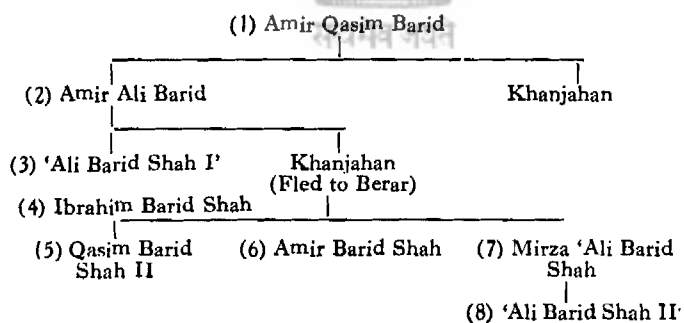 (1) Amir Qasim Barid
(2) Amir Ali Barid
Khanjahan
(3) 'Ali Barid Shah I'
Khanjahan
(Fled to Berar)
(4) Ibrahim Barid Shah
(5) Qasim Barid
Shah II
(6) Amir Barid Shah
(7) Mirza 'Ali Barid
Shah
(8) 'Ali Barid Shah II'